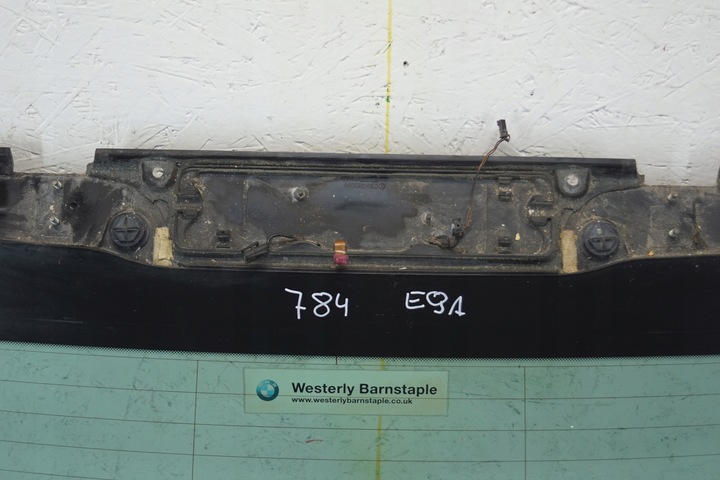 784 E91
Westerly Barnstaple
www.westerlybarnstaple.co.uk